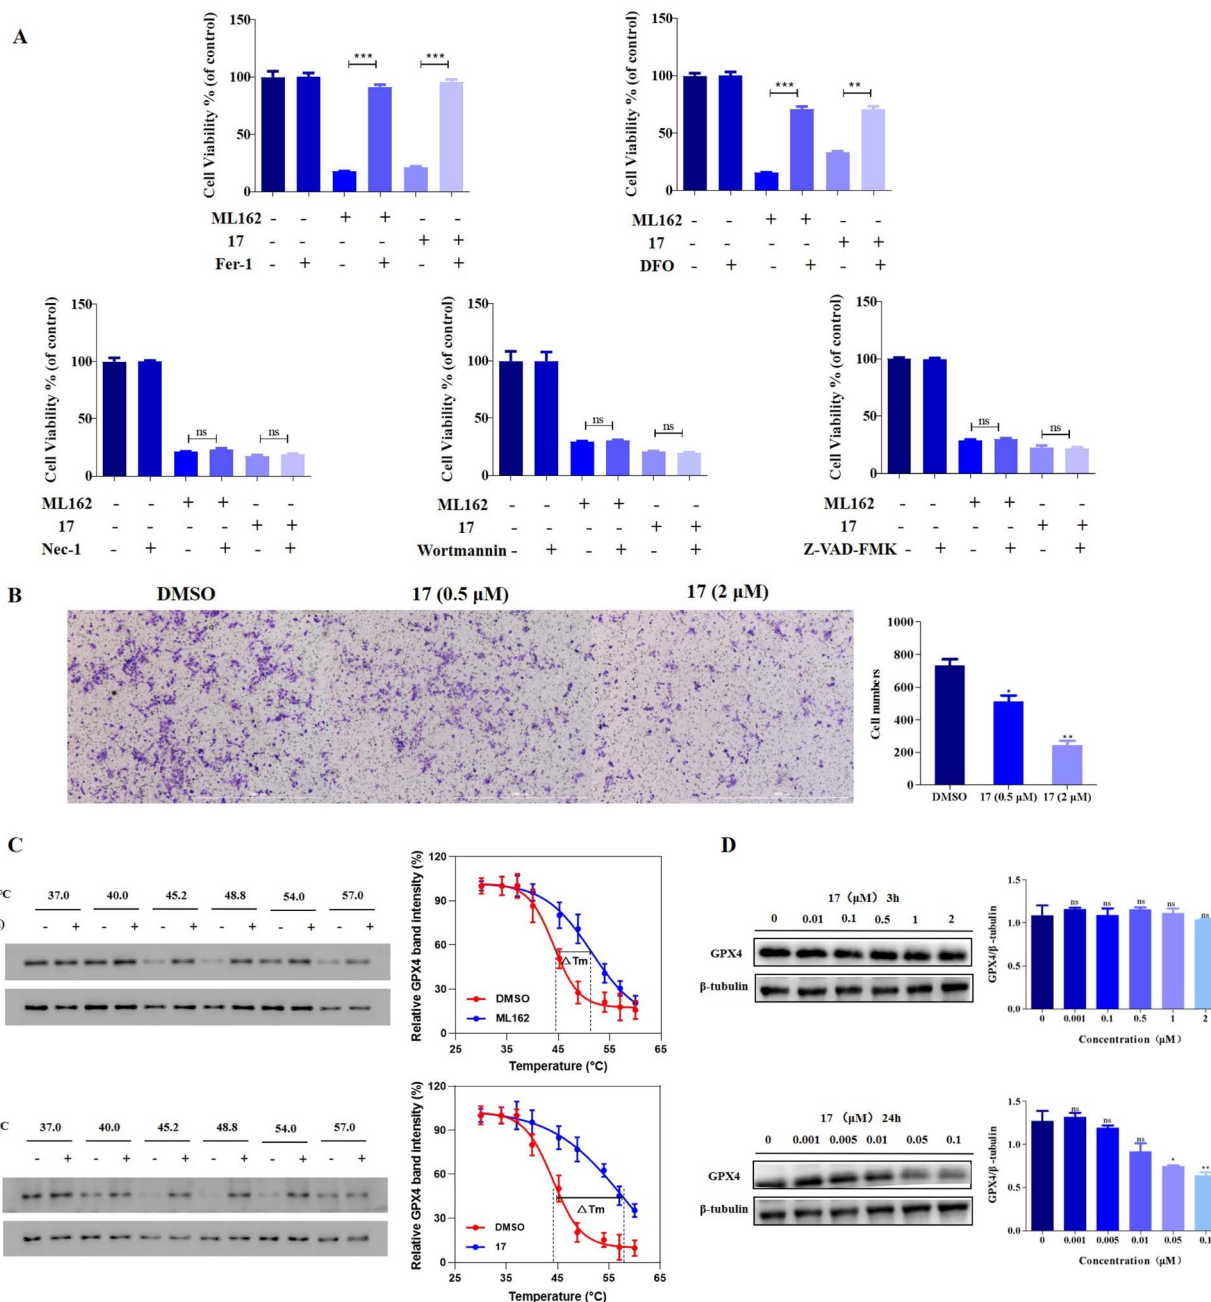 A
Cell Viability % (of control)
150
100
50
0
*** ***
ML162 - - + + - -
17 - - - - + +
Fer-1 - + - + - +
Cell Viability % (of control)
150
100
50
0
*** **
ML162 - - + + - -
17 - - - - + +
DFO - + - + - +
Cell Viability % (of control)
150
100
50
0
ns ns
ML162 - - + + - -
17 - - - - + +
Nec-1 - + - + - +
Cell Viability % (of control)
150
100
50
0
ns ns
ML162 - - + + - -
17 - - - - + +
Wortmannin - + - + - +
Cell Viability % (of control)
150
100
50
0
ns ns
ML162 - - + + - -
17 - - - - + +
Z-VAD-FMK - + - + - +
B
DMSO 17 (0.5 μM) 17 (2 μM)
Cell numbers
1000
800
600
400
200
0
* **
DMSO 17 (0.5 μM) 17 (2 μM)
C
°C 37.0 40.0 45.2 48.8 54.0 57.0
- + - + - + - + - + - +
Relative GPX4 band Intensity (%)
120
90
60
30
0
△Tm
DMSO
ML162
25 35 45 55 65
Temperature (°C)
C 37.0 40.0 45.2 48.8 54.0 57.0
- + - + - + - + - + - +
Relative GPX4 band Intensity (%)
120
90
60
30
0
△Tm
DMSO
17
25 35 45 55 65
Temperature (°C)
D
17 (μM) 3h
0 0.01 0.1 0.5 1 2
GPX4
β-tubulin
GPX4/β-tubulin
1.5
1.0
0.5
0.0
ns ns ns ns ns
0 0.001 0.1 0.5 1 2
Concentration (μM)
17 (μM) 24h
0 0.001 0.005 0.01 0.05 0.1
GPX4
β-tubulin
GPX4/β-tubulin
1.5
1.0
0.5
0.0
ns ns ns * **
0 0.001 0.005 0.01 0.05 0.1
Concentration (μM)